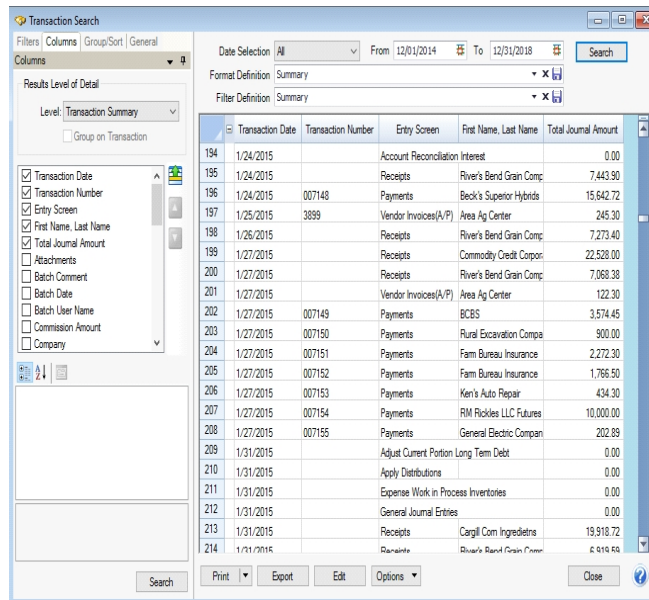 Transaction Search
Filters Columns Group/Sort General
Columns
Results Level of Detail
Level: Transaction Summary
Group on Transaction
Transaction Date
Transaction Number
Entry Screen
First Name, Last Name
Total Journal Amount
Attachments
Batch Comment
Batch Date
Batch User Name
Commission Amount
Company
Search
Date Selection All From 12/01/2014 To 12/31/2018 Search
Format Definition Summary
Filter Definition Summary
Transaction Date Transaction Number Entry Screen First Name, Last Name Total Journal Amount
194 1/24/2015 Account Reconciliation Interest 0.00
195 1/24/2015 Receipts River's Bend Grain Comp 7,443.90
196 1/24/2015 007148 Payments Beck's Superior Hybrids 15,642.72
197 1/25/2015 3899 Vendor Invoices(A/P) Area Ag Center 245.30
198 1/26/2015 Receipts River's Bend Grain Comp 7,273.40
199 1/27/2015 Receipts Commodity Credit Corpor 22,528.00
200 1/27/2015 Receipts River's Bend Grain Comp 7,068.38
201 1/27/2015 Vendor Invoices(A/P) Area Ag Center 122.30
202 1/27/2015 007149 Payments BCBS 3,574.45
203 1/27/2015 007150 Payments Rural Excavation Compa 900.00
204 1/27/2015 007151 Payments Farm Bureau Insurance 2,272.30
205 1/27/2015 007152 Payments Farm Bureau Insurance 1,766.50
206 1/27/2015 007153 Payments Ken's Auto Repair 434.30
207 1/27/2015 007154 Payments RM Rickles LLC Futures 10,000.00
208 1/27/2015 007155 Payments General Electric Compan 202.89
209 1/31/2015 Adjust Current Portion Long Term Debt 0.00
210 1/31/2015 Apply Distributions 0.00
211 1/31/2015 Expense Work in Process Inventories 0.00
212 1/31/2015 General Journal Entries 0.00
213 1/31/2015 Receipts Cargill Corn Ingredietns 19,918.72
214 1/31/2015 Receipts River's Bend Grain Comp 6,919.59
Print Export Edit Options Close